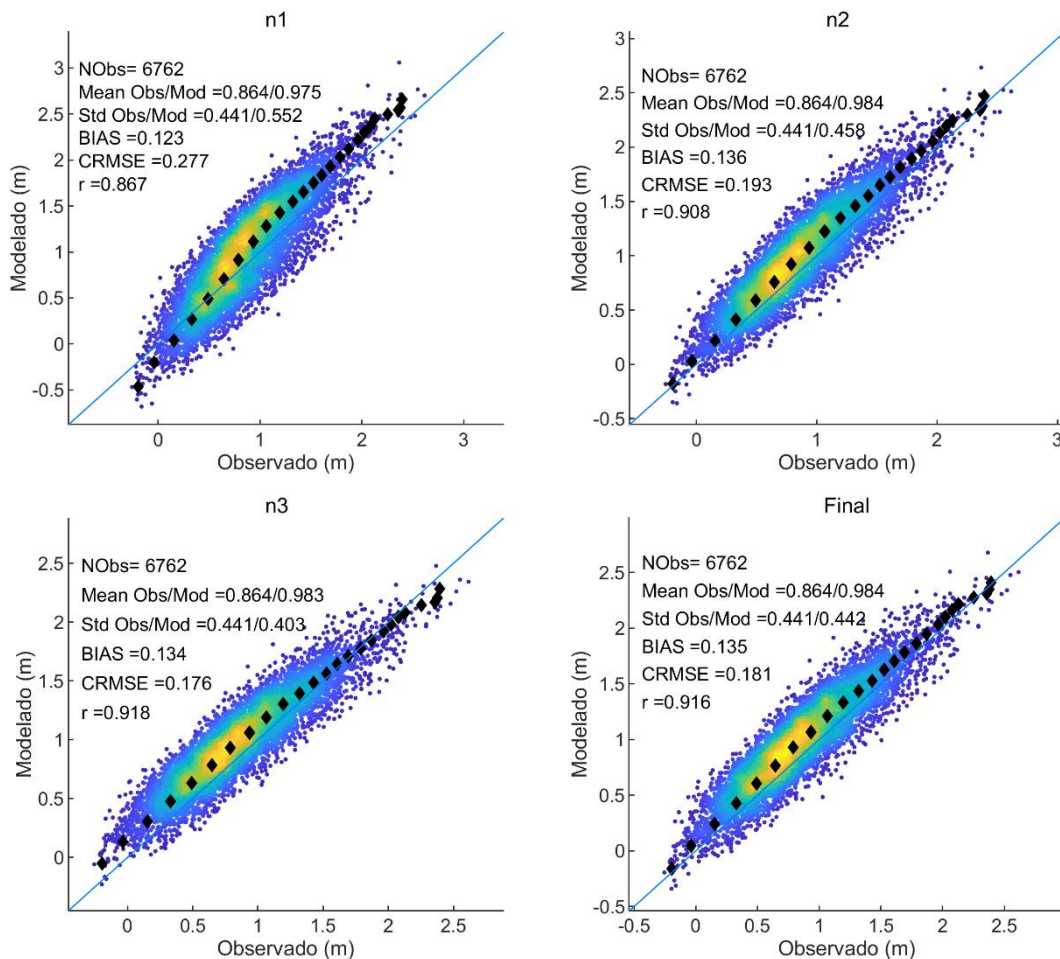 n1
NObs= 6762
Mean Obs/Mod =0.864/0.975
Std Obs/Mod =0.441/0.552
BIAS =0.123
CRMSE =0.277
r =0.867
3
2.5
2
1.5
1
0.5
0
-0.5
Modelado (m)
0 1 2 3
Observado (m)
n2
NObs= 6762
Mean Obs/Mod =0.864/0.984
Std Obs/Mod =0.441/0.458
BIAS =0.136
CRMSE =0.193
r =0.908
3
2.5
2
1.5
1
0.5
0
-0.5
Modelado (m)
0 1 2 3
Observado (m)
n3
NObs= 6762
Mean Obs/Mod =0.864/0.983
Std Obs/Mod =0.441/0.403
BIAS =0.134
CRMSE =0.176
r =0.918
2.5
2
1.5
1
0.5
0
Modelado (m)
0 0.5 1 1.5 2 2.5
Observado (m)
Final
NObs= 6762
Mean Obs/Mod =0.864/0.984
Std Obs/Mod =0.441/0.442
BIAS =0.135
CRMSE =0.181
r =0.916
2.5
2
1.5
1
0.5
0
-0.5
Modelado (m)
-0.5 0 0.5 1 1.5 2 2.5
Observado (m)